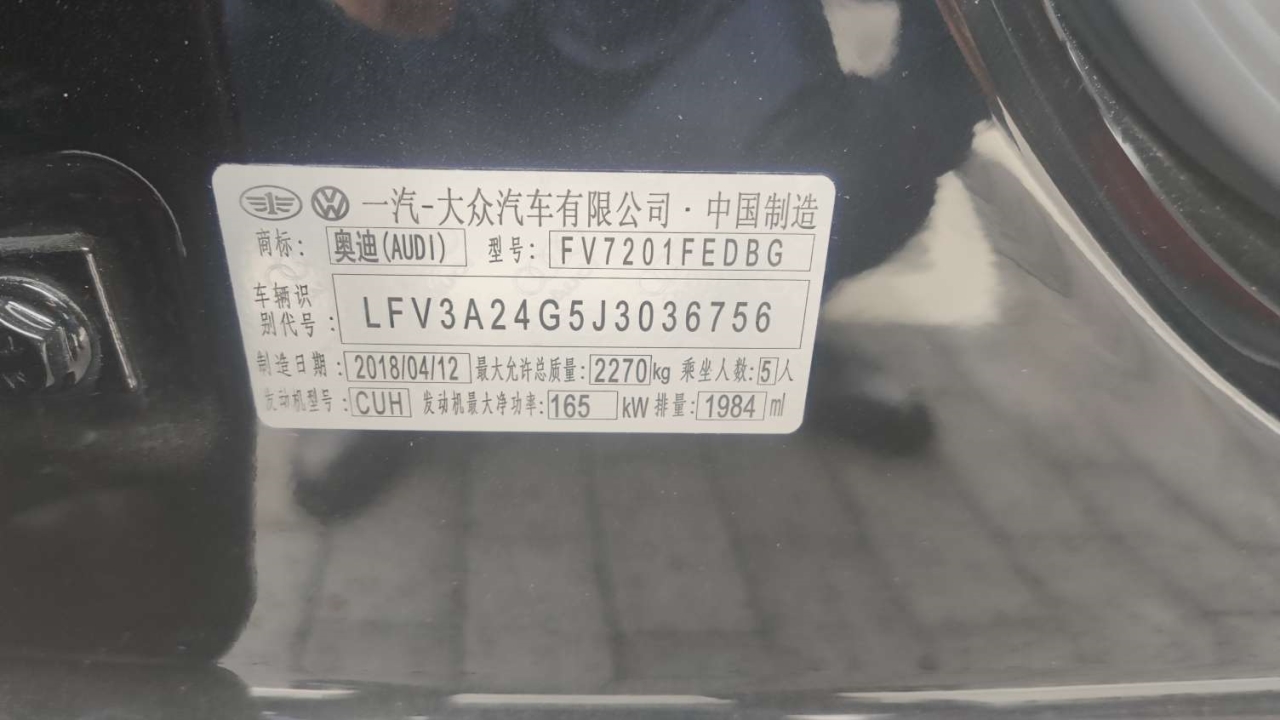 一汽-大众汽车有限公司·中国制造
商标: 奥迪(AUDI) 型号: FV7201FEDBG
车辆识别代号: LFV3A24G5J3036756
制造日期: 2018/04/12 最大允许总质量: 2270kg 乘坐人数: 5人
发动机型号: CUH 发动机最大净功率: 165 kW 排量: 1984 ml